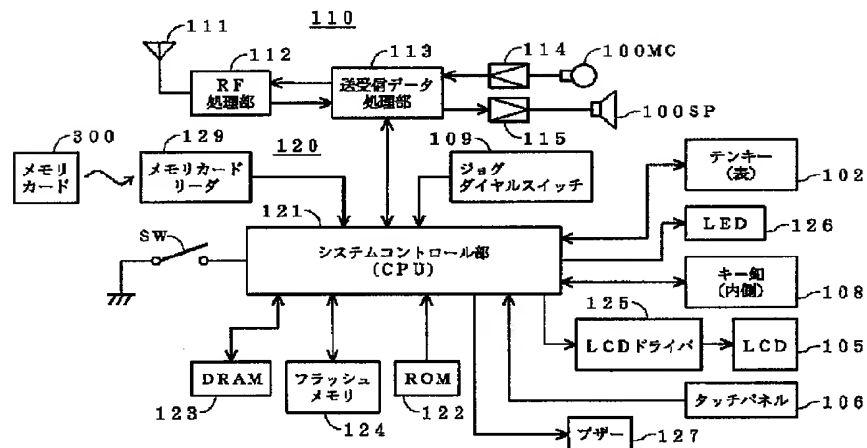 110
111
112
113
114
100MC
RF
処理部
送受信データ
処理部
100SP
115
300
129
120
109
メモリ
カード
メモリカード
リーダ
ジョグ
ダイヤルスイッチ
テンキー
(表)
102
121
SW
システムコントロール部
(CPU)
LED
126
キー釦
(内側)
108
125
LCDドライバ
LCD
105
DRAM
フラッシュ
メモリ
ROM
123
124
122
タッチパネル
106
ブザー
127